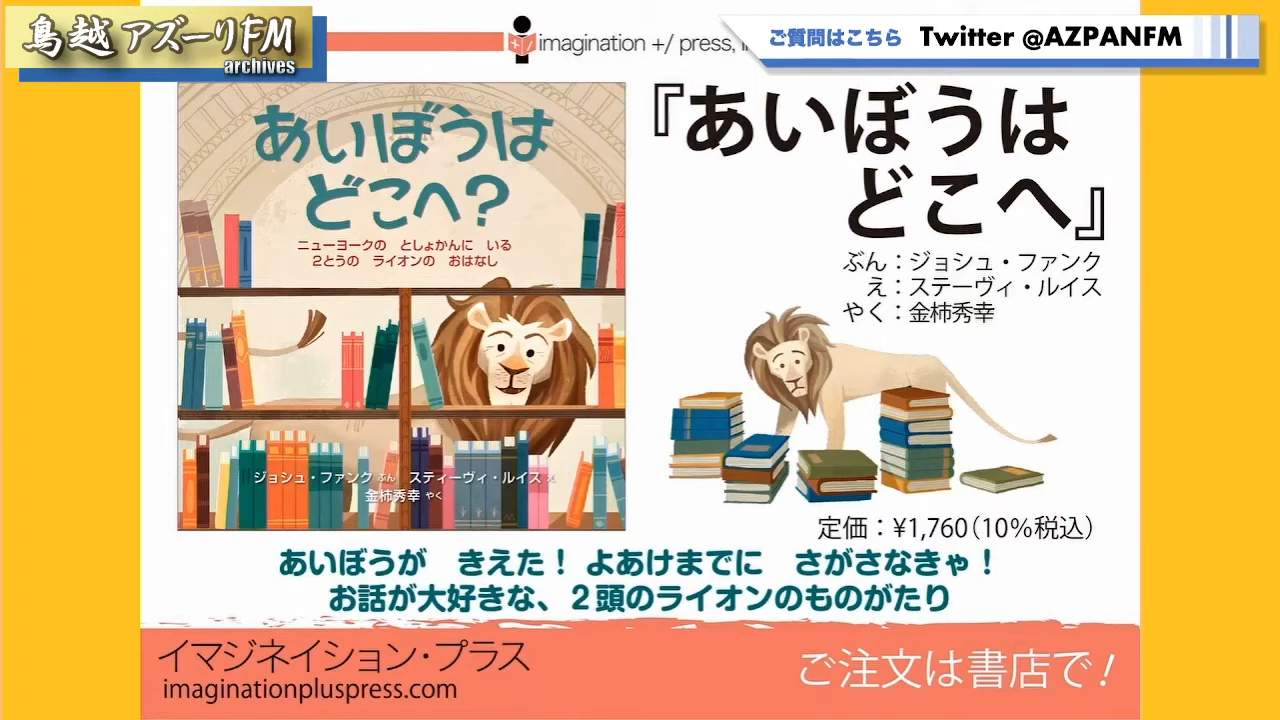 鳥越アズーリFM
archives
imagination +/ press, i
ご質問はこちら Twitter @AZPANFM
あいぼうは
どこへ?
ニューヨークの としょかんに いる
2とうの ライオンの おはなし
ジョシュ・ファンク ぶん スティーヴィ・ルイス え
金柿秀幸 やく
『あいぼうは
どこへ』
ぶん:ジョシュ・ファンク
え:ステーヴィ・ルイス
やく:金柿秀幸
定価:¥1,760(10%税込)
あいぼうが きえた! よあけまでに さがさなきゃ!
お話が大好きな、2頭のライオンのものがたり
イマジネイション・プラス
imaginationpluspress.com
ご注文は書店で!